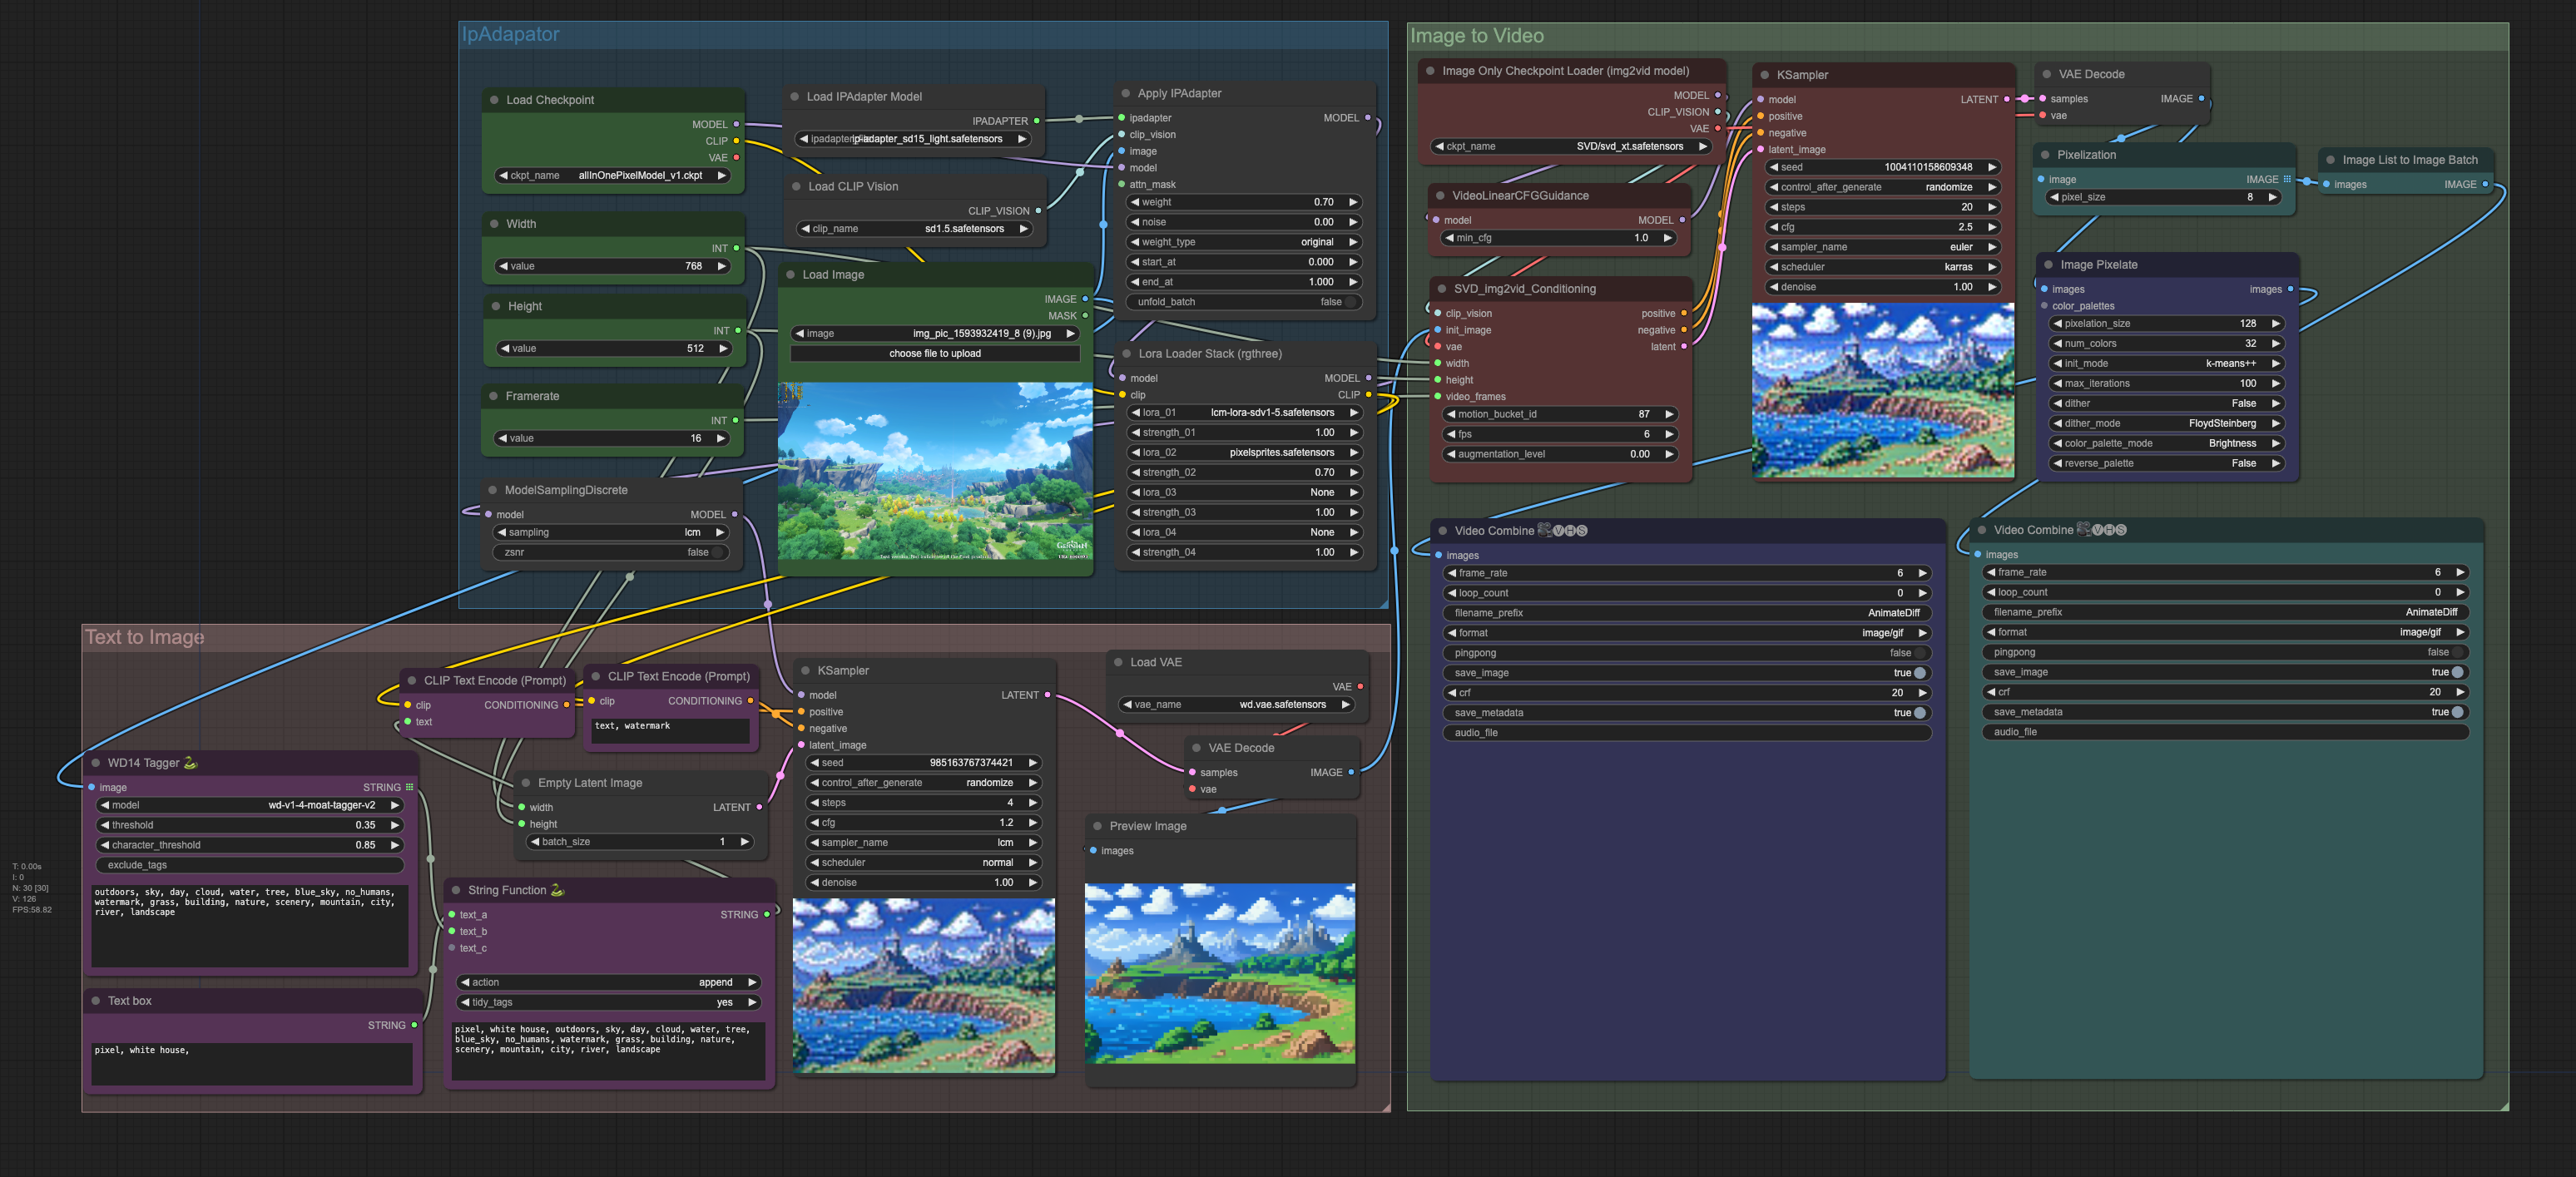 IpAdapator
Load Checkpoint
MODEL
CLIP
VAE
ckpt_name allInOnePixelModel_v1.ckpt
Width
INT
value 768
Height
INT
value 512
Framerate
INT
value 16
ModelSamplingDiscrete
model MODEL
sampling lcm
zsnr false
Load IPAdapter Model
IPADAPTER
ip-adapter_sd15_light.safetensors
Load CLIP Vision
CLIP_VISION
clip_name sd1.5.safetensors
Load Image
IMAGE
MASK
image img_pic_1593932419_8 (9).jpg
choose file to upload
Genshin
Apply IPAdapter
ipadapter MODEL
clip_vision
image
model
attn_mask
weight 0.70
noise 0.00
weight_type original
start_at 0.000
end_at 1.000
unfold_batch false
Lora Loader Stack (rgthree)
model MODEL
clip CLIP
lora_01 lcm-lora-sdv1-5.safetensors
strength_01 1.00
lora_02 pixelsprites.safetensors
strength_02 0.70
lora_03 None
strength_03 1.00
lora_04 None
strength_04 1.00
Text to Image
CLIP Text Encode (Prompt)
clip CONDITIONING
text
CLIP Text Encode (Prompt)
clip CONDITIONING
text, watermark
WD14 Tagger 🐍
image STRING
model wd-v1-4-moat-tagger-v2
threshold 0.35
character_threshold 0.85
exclude_tags
outdoors, sky, day, cloud, water, tree, blue_sky, no_humans,
watermark, grass, building, nature, scenery, mountain, city,
river, landscape
Text box
STRING
pixel, white house,
Empty Latent Image
width LATENT
height
batch_size 1
String Function 🐍
text_a STRING
text_b
text_c
action append
tidy_tags yes
pixel, white house, outdoors, sky, day, cloud, water, tree,
blue_sky, no_humans, watermark, grass, building, nature,
scenery, mountain, city, river, landscape
KSampler
model LATENT
positive
negative
latent_image
seed 985163767374421
control_after_generate randomize
steps 4
cfg 1.2
sampler_name lcm
scheduler normal
denoise 1.00
Load VAE
VAE
vae_name wd.vae.safetensors
VAE Decode
samples IMAGE
vae
Preview Image
images
T: 0.00s
I: 0
N: 30 [30]
V: 126
FPS:58.82
Image to Video
Image Only Checkpoint Loader (img2vid model)
MODEL
CLIP_VISION
VAE
ckpt_name SVD/svd_xt.safetensors
VideoLinearCFGGuidance
model MODEL
min_cfg 1.0
SVD_img2vid_Conditioning
clip_vision positive
init_image negative
vae latent
width
height
video_frames
motion_bucket_id 87
fps 6
augmentation_level 0.00
KSampler
model LATENT
positive
negative
latent_image
seed 1004110158609348
control_after_generate randomize
steps 20
cfg 2.5
sampler_name euler
scheduler karras
denoise 1.00
VAE Decode
samples IMAGE
vae
Pixelization
image IMAGE
pixel_size 8
Image List to Image Batch
images IMAGE
Image Pixelate
images images
color_palettes
pixelation_size 128
num_colors 32
init_mode k-means++
max_iterations 100
dither False
dither_mode FloydSteinberg
color_palette_mode Brightness
reverse_palette False
Video Combine 🎥🅥🅗🅢
images
frame_rate 6
loop_count 0
filename_prefix AnimateDiff
format image/gif
pingpong false
save_image true
crf 20
save_metadata true
audio_file
Video Combine 🎥🅥🅗🅢
images
frame_rate 6
loop_count 0
filename_prefix AnimateDiff
format image/gif
pingpong false
save_image true
crf 20
save_metadata true
audio_file